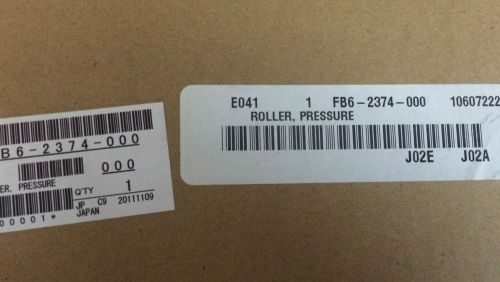 E041 1 FB6-2374-000 10607222
ROLLER, PRESSURE
J02E J02A
B6-2374-000
000
ER, PRESSURE
Q'TY 1
JP C9 20111109
JAPAN
00001*